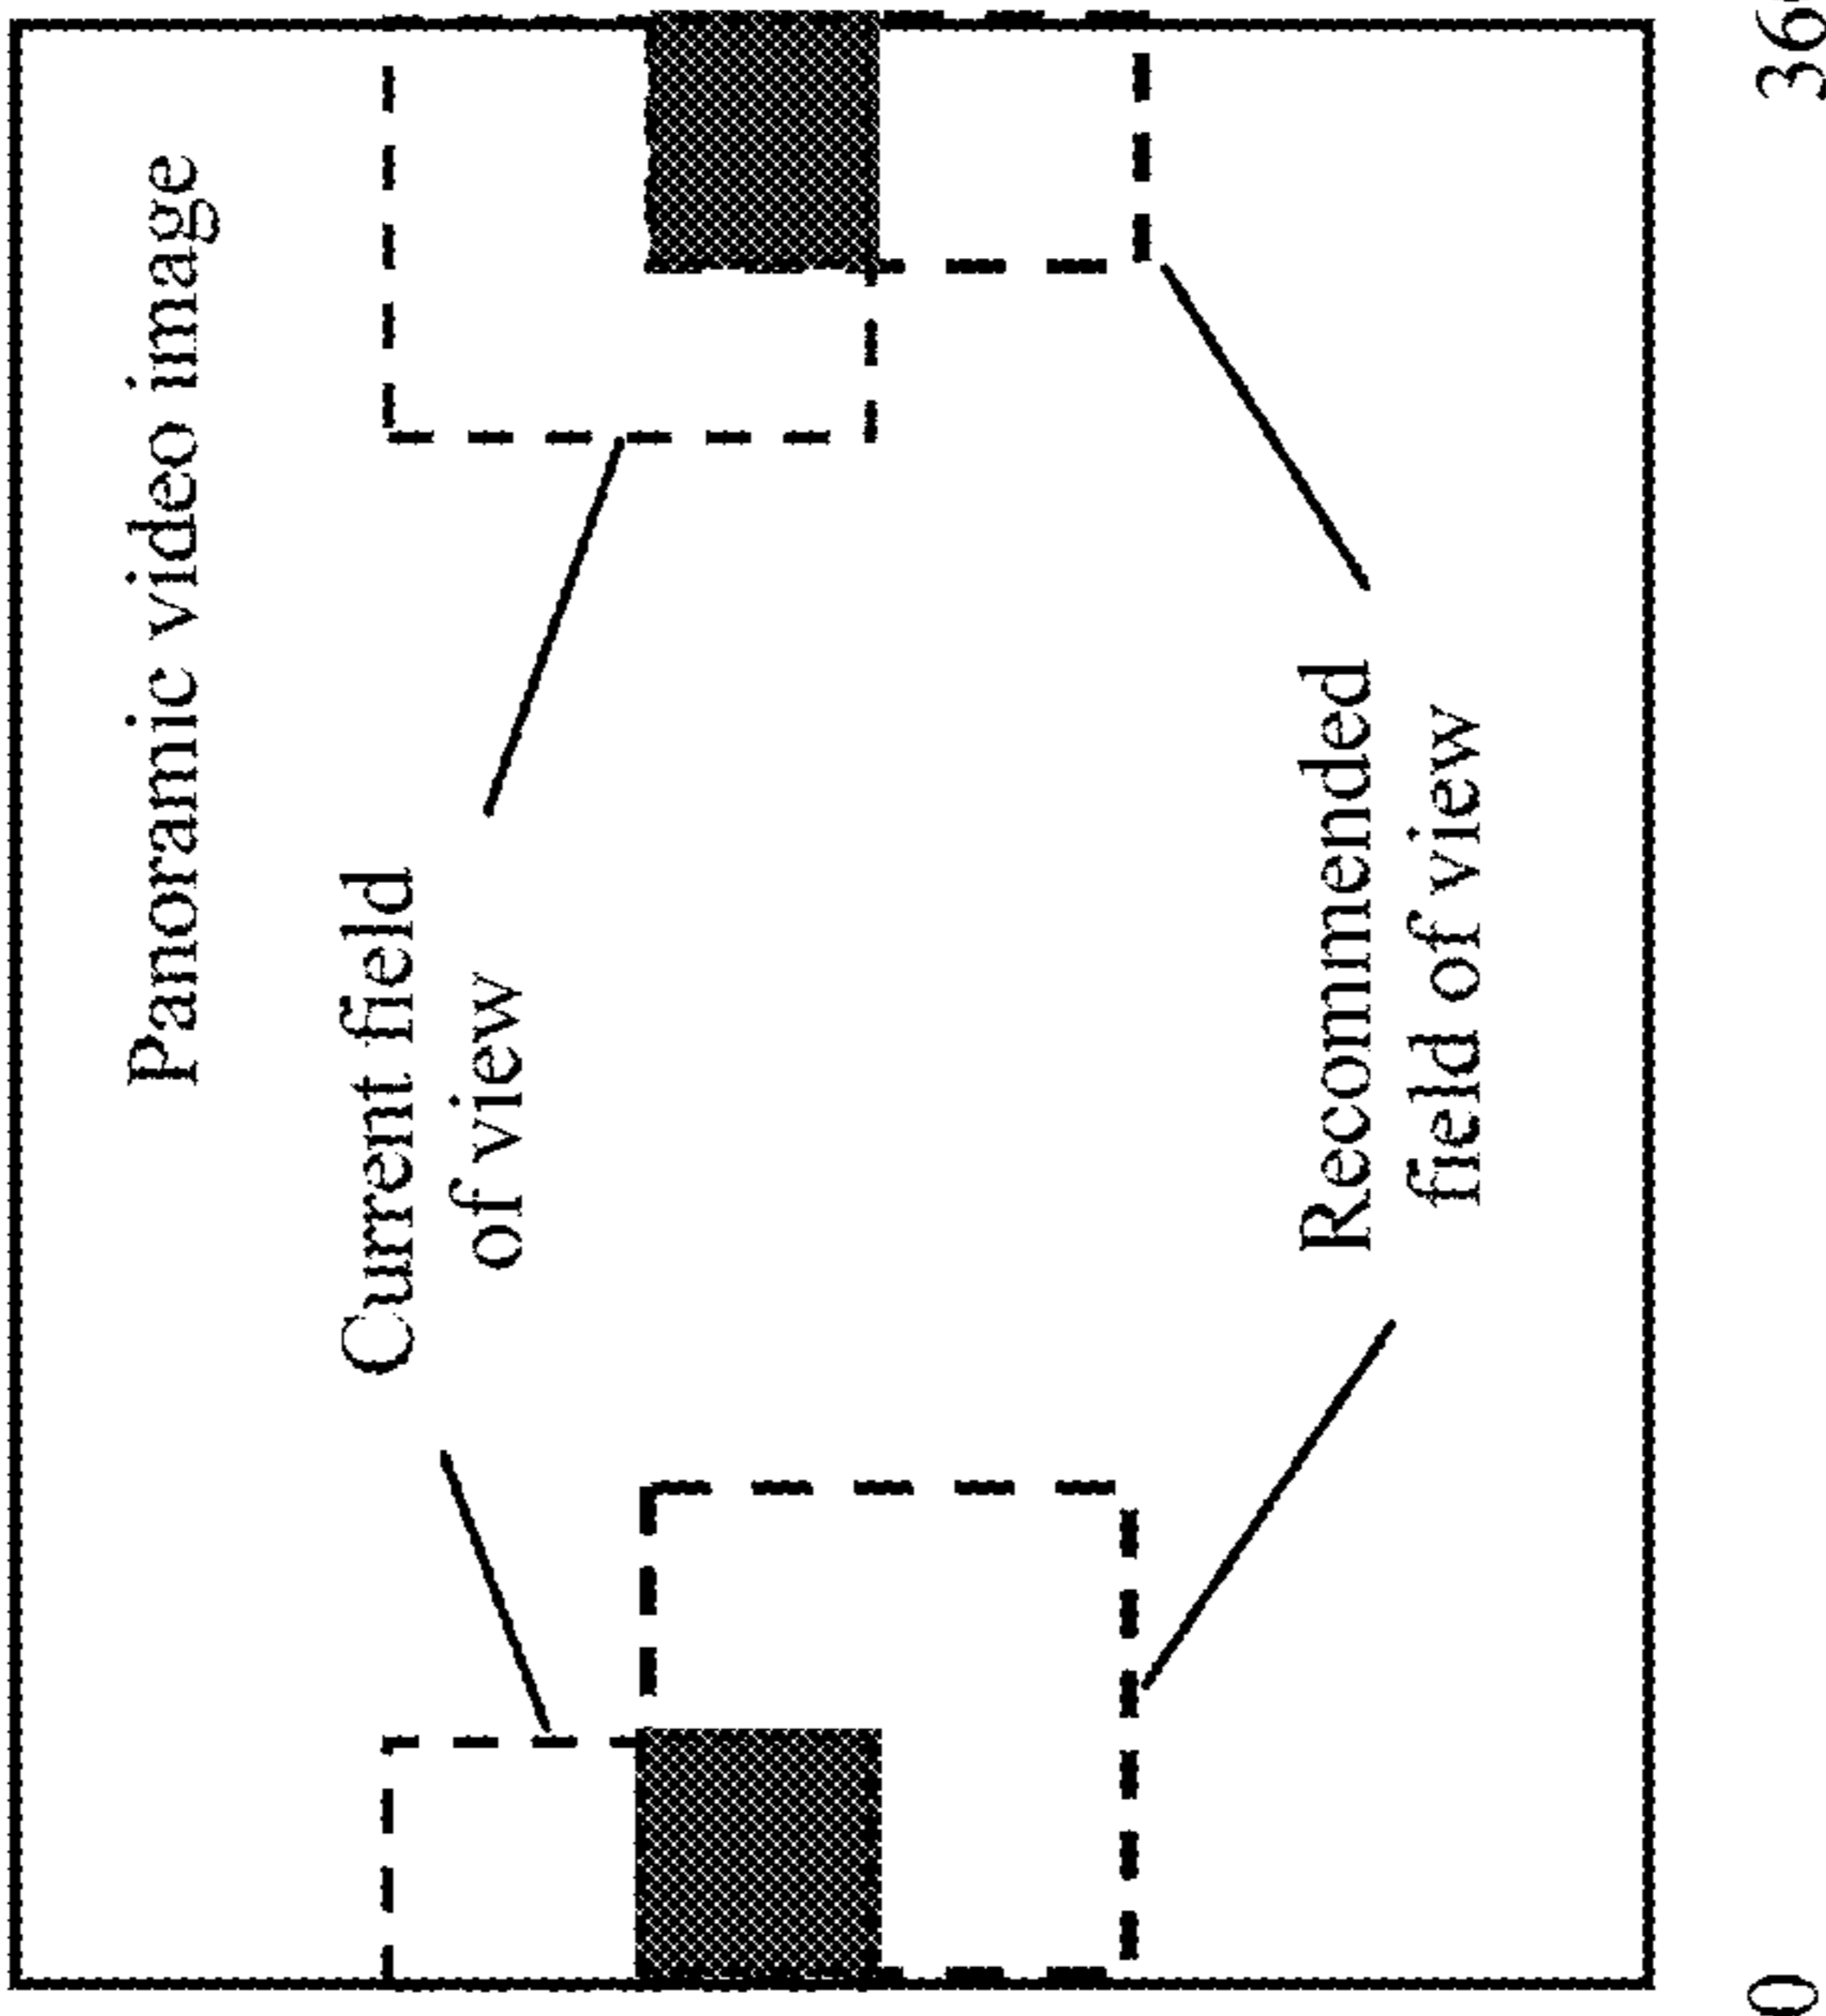 Panoramic video image
Current field
of view
Recommended
field of view
0